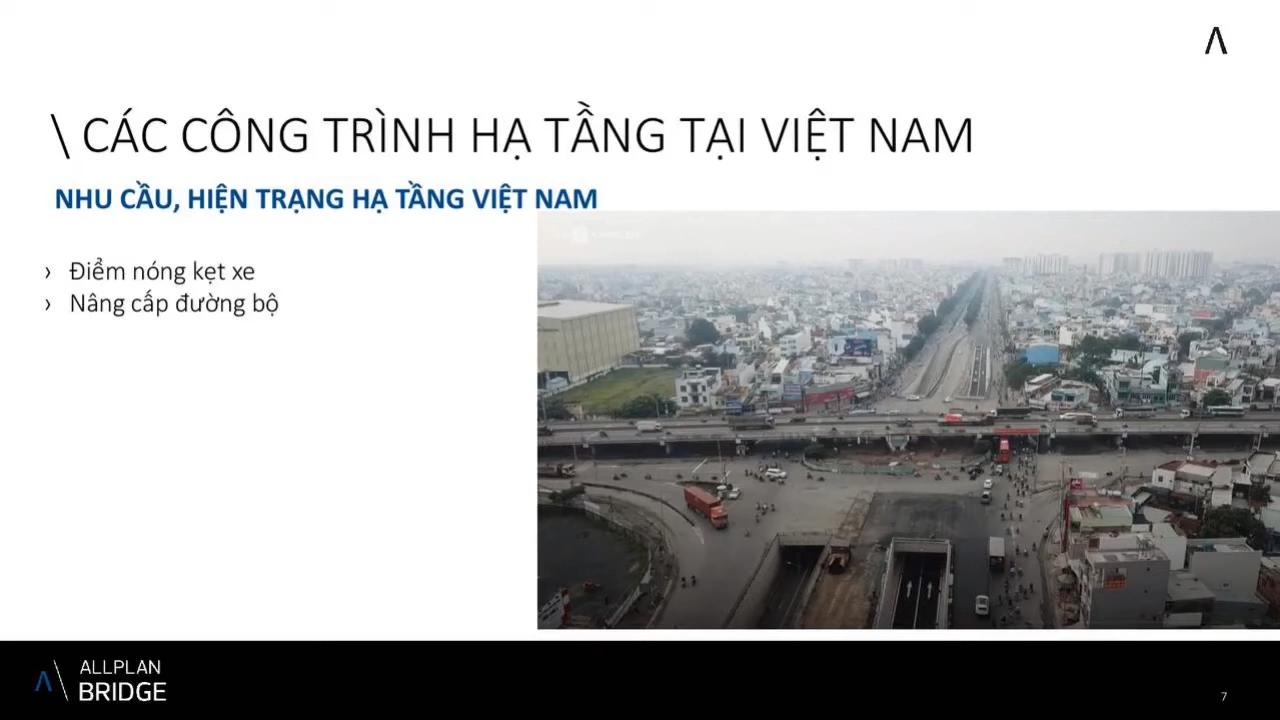 \ CÁC CÔNG TRÌNH HẠ TẦNG TẠI VIỆT NAM
NHU CẦU, HIỆN TRẠNG HẠ TẦNG VIỆT NAM
› Điểm nóng kẹt xe
› Nâng cấp đường bộ
ALLPLAN
BRIDGE
7